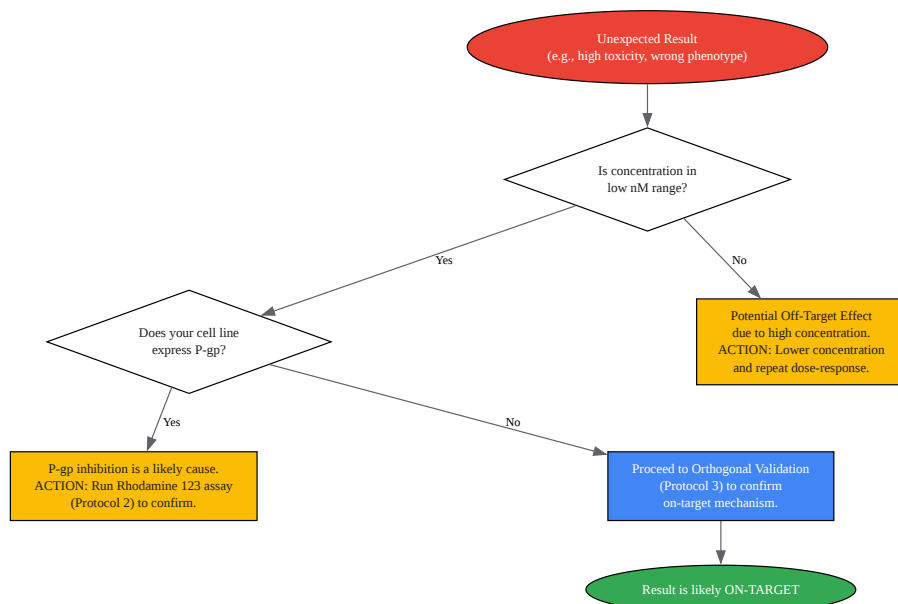 Unexpected Result
(e.g., high toxicity, wrong phenotype)
Is concentration in
low nM range?
Yes
No
Potential Off-Target Effect
due to high concentration.
ACTION: Lower concentration
and repeat dose-response.
Does your cell line
express P-gp?
Yes
No
P-gp inhibition is a likely cause.
ACTION: Run Rhodamine 123 assay
(Protocol 2) to confirm.
Proceed to Orthogonal Validation
(Protocol 3) to confirm
on-target mechanism.
Result is likely ON-TARGET